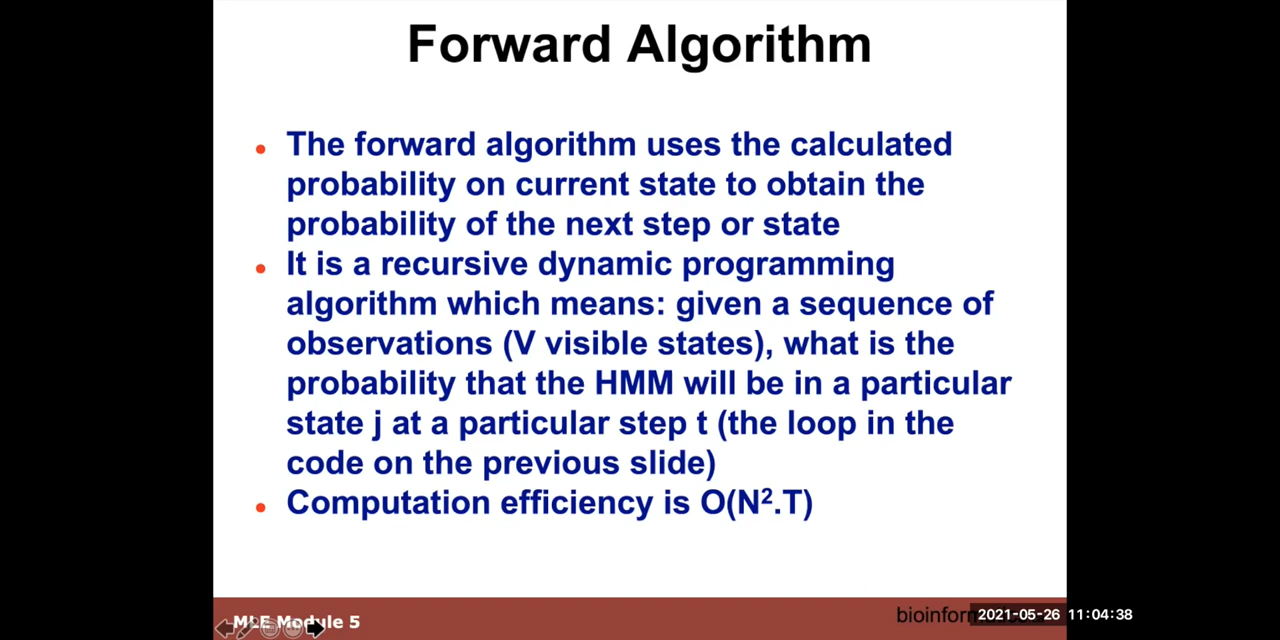 Forward Algorithm
• The forward algorithm uses the calculated
probability on current state to obtain the
probability of the next step or state
• It is a recursive dynamic programming
algorithm which means: given a sequence of
observations (V visible states), what is the
probability that the HMM will be in a particular
state j at a particular step t (the loop in the
code on the previous slide)
• Computation efficiency is O(N².T)
MLE Module 5
2021-05-26 11:04:38